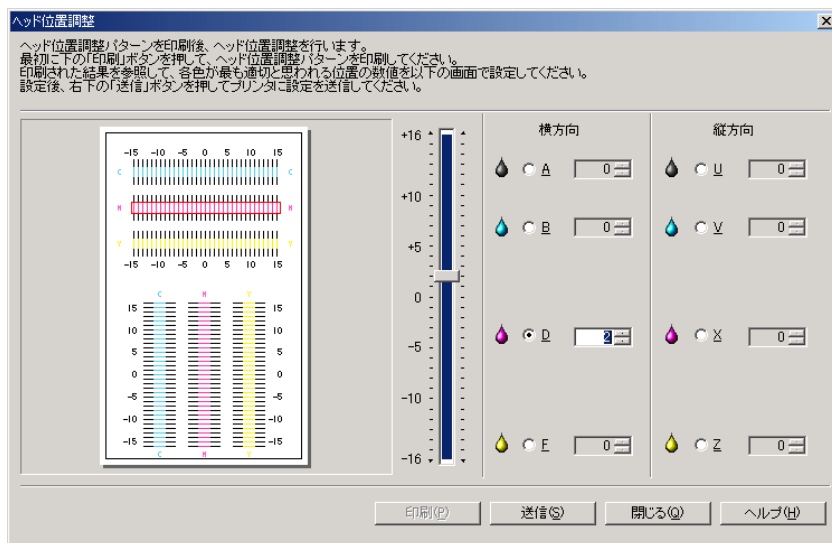 ヘッド位置調整
ヘッド位置調整パターンを印刷後、ヘッド位置調整を行います。
最初に下の「印刷」ボタンを押して、ヘッド位置調整パターンを印刷してください。
印刷された結果を参照して、各色が最も適切と思われる位置の数値を以下の画面で設定してください。
設定後、右下の「送信」ボタンを押してプリンタに設定を送信してください。
-15 -10 -5 0 5 10 15
C C
M M
Y Y
-15 -10 -5 0 5 10 15
C M Y
15 15
10 10
5 5
0 0
-5 -5
-10 -10
-15 -15
C M Y
+16
+10
+5
0
-5
-10
-16
横方向 縦方向
A 0 U 0
B 0 V 0
D 2 X 0
F 0 Z 0
印刷(P) 送信(S) 閉じる(Q) ヘルプ(H)